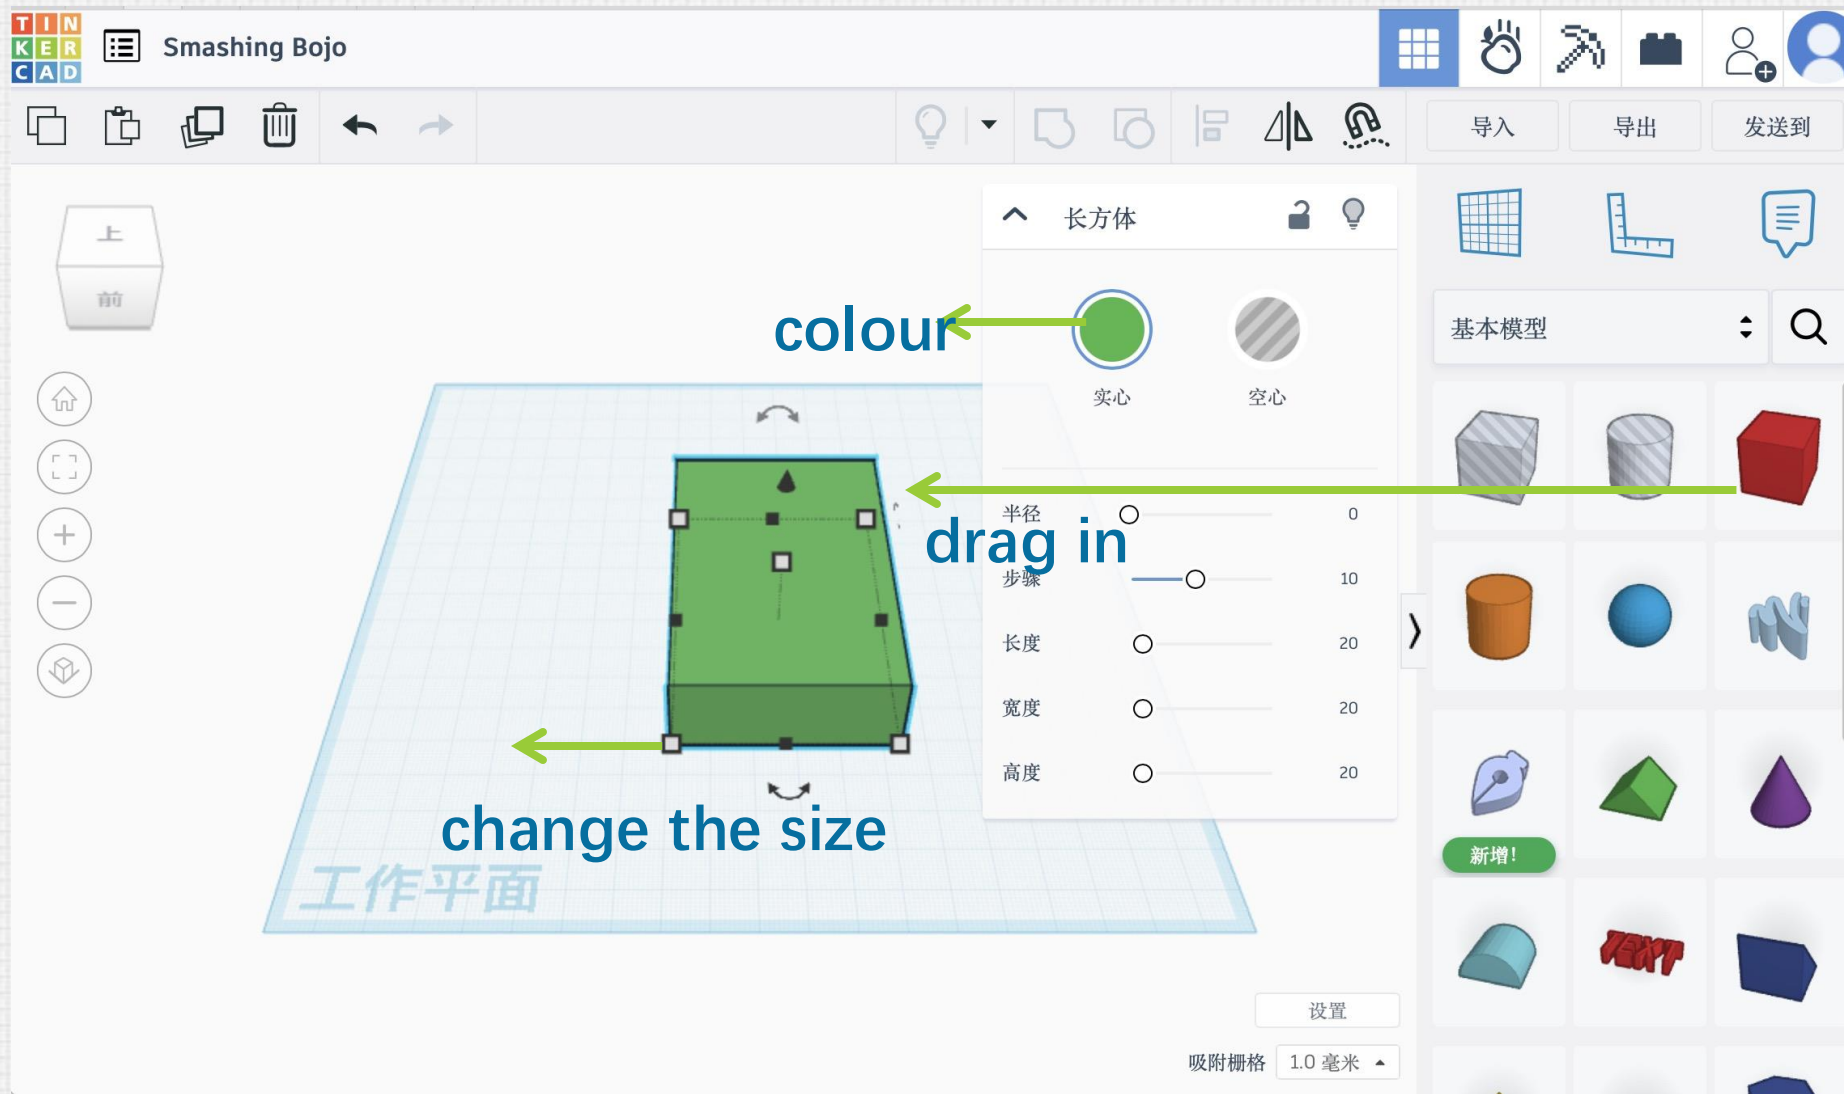 TIN
KER
CAD
Smashing Bojo
导入
导出
发送到
上
前
长方体
colour
实心
空心
基本模型
半径
0
drag in
步骤
10
长度
20
宽度
20
高度
20
change the size
工作平面
新增!
TEXT
设置
吸附栅格
1.0 毫米